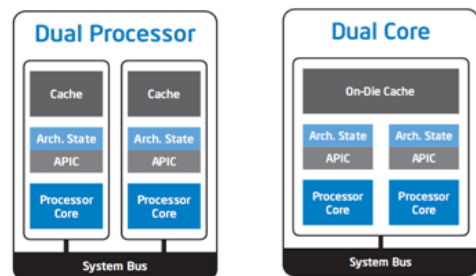 Dual Processor
Cache
Arch. State
APIC
Processor
Core
Cache
Arch. State
APIC
Processor
Core
System Bus
Dual Core
On-Die Cache
Arch. State
APIC
Processor
Core
Arch. State
APIC
Processor
Core
System Bus